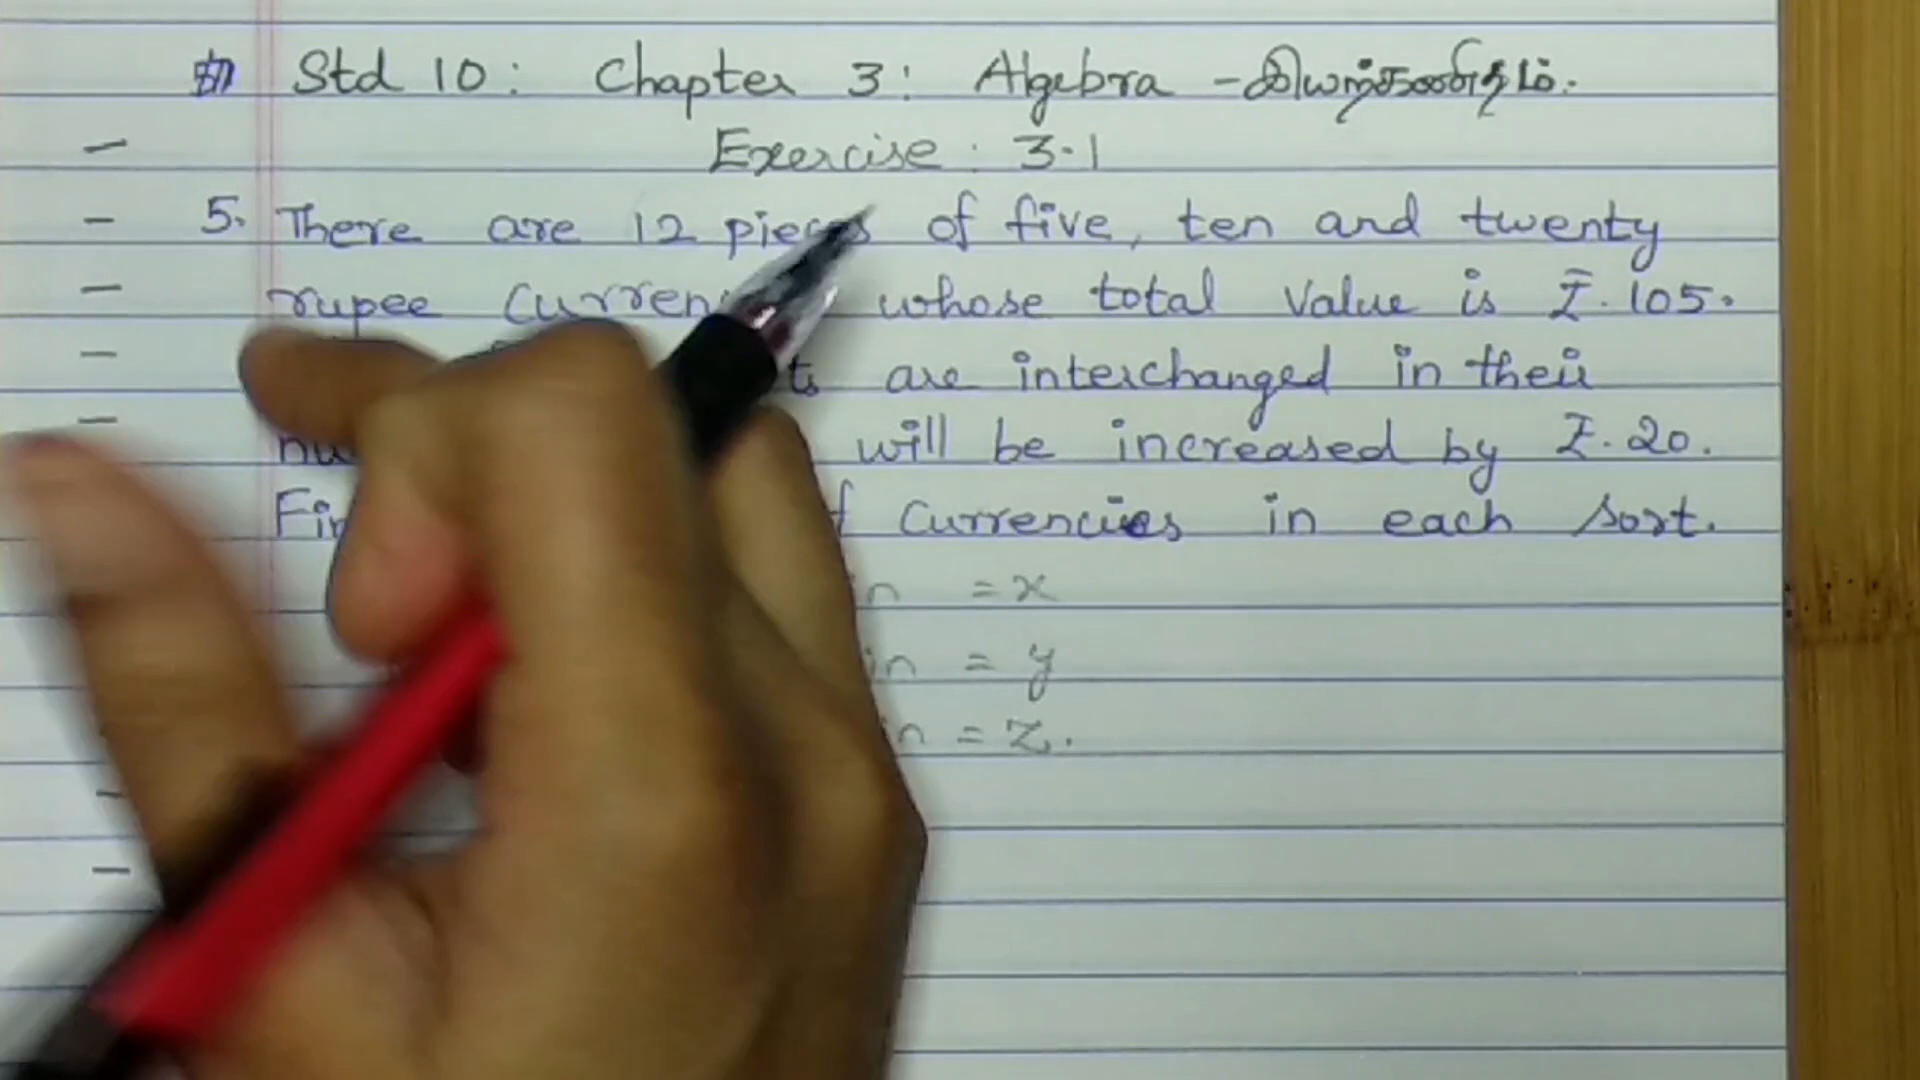 Std 10: Chapter 3: Algebra - இயற்கணிதம்.
Exercise: 3.1
5. There are 12 pieces of five, ten and twenty
rupee whose total value is ₹. 105.
are interchanged in their
will be increased by ₹. 20.
currencies in each sort.
= x
in = y
= z.